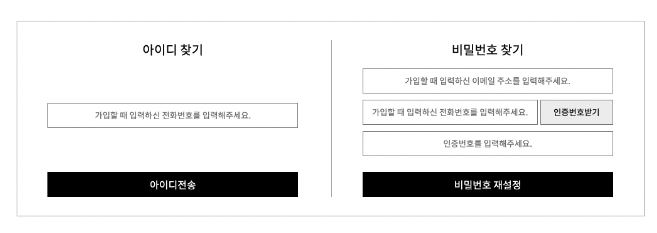 아이디 찾기
가입할 때 입력하신 전화번호를 입력해주세요.
아이디전송
비밀번호 찾기
가입할 때 입력하신 이메일 주소를 입력해주세요.
가입할 때 입력하신 전화번호를 입력해주세요.
인증번호받기
인증번호를 입력해주세요.
비밀번호 재설정